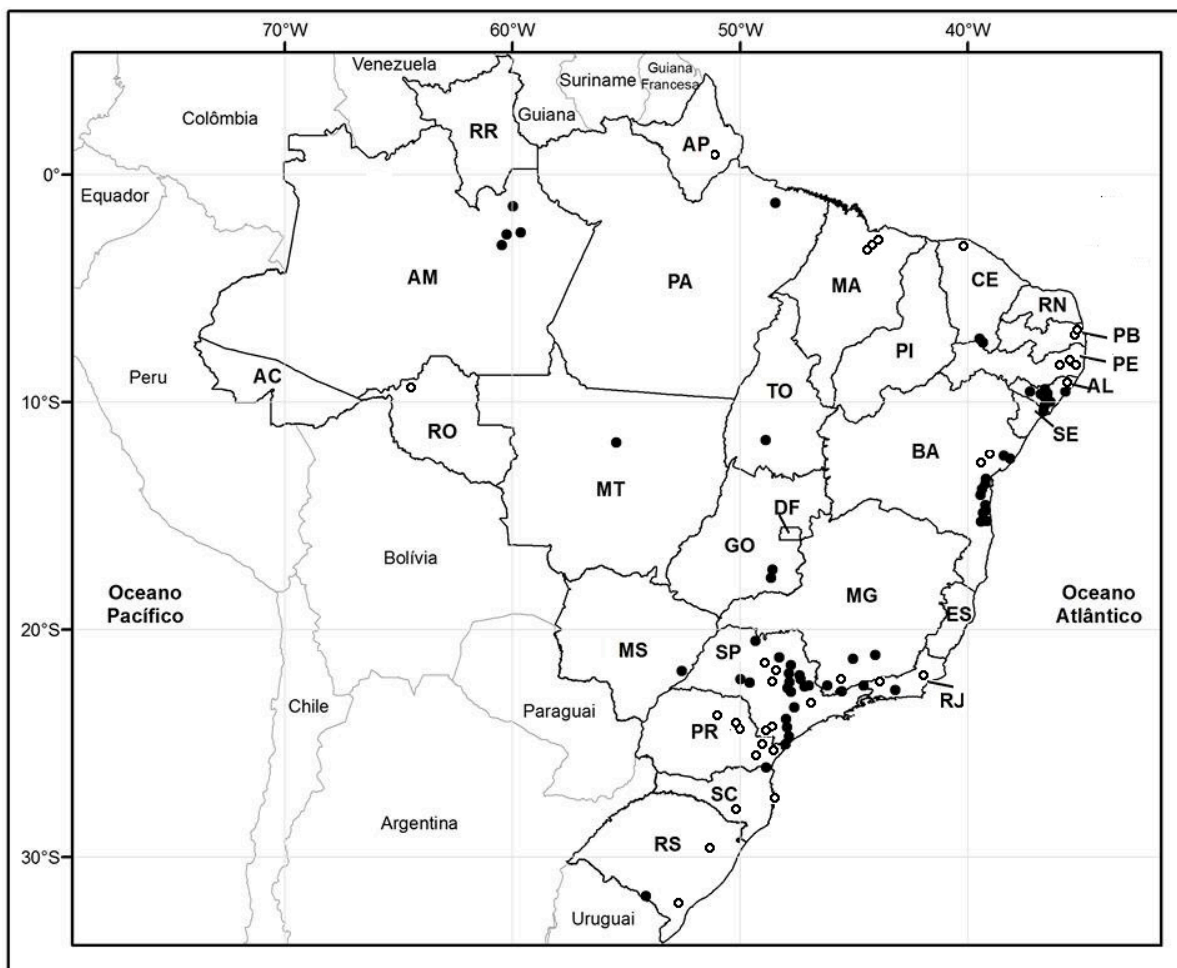 70°W 60°W 50°W 40°W
Venezuela
Suriname
Guiana
Francesa
Colômbia
Guiana
RR
AP
0°
Equador
AM
PA
MA
CE
RN
PB
PI
PE
Peru
AC
TO
AL
10°S
RO
SE
BA
MT
DF
GO
Bolívia
Oceano
Pacífico
MG
Oceano
Atlântico
ES
20°S
MS
SP
RJ
Chile
Paraguai
PR
SC
Argentina
RS
30°S
Uruguai